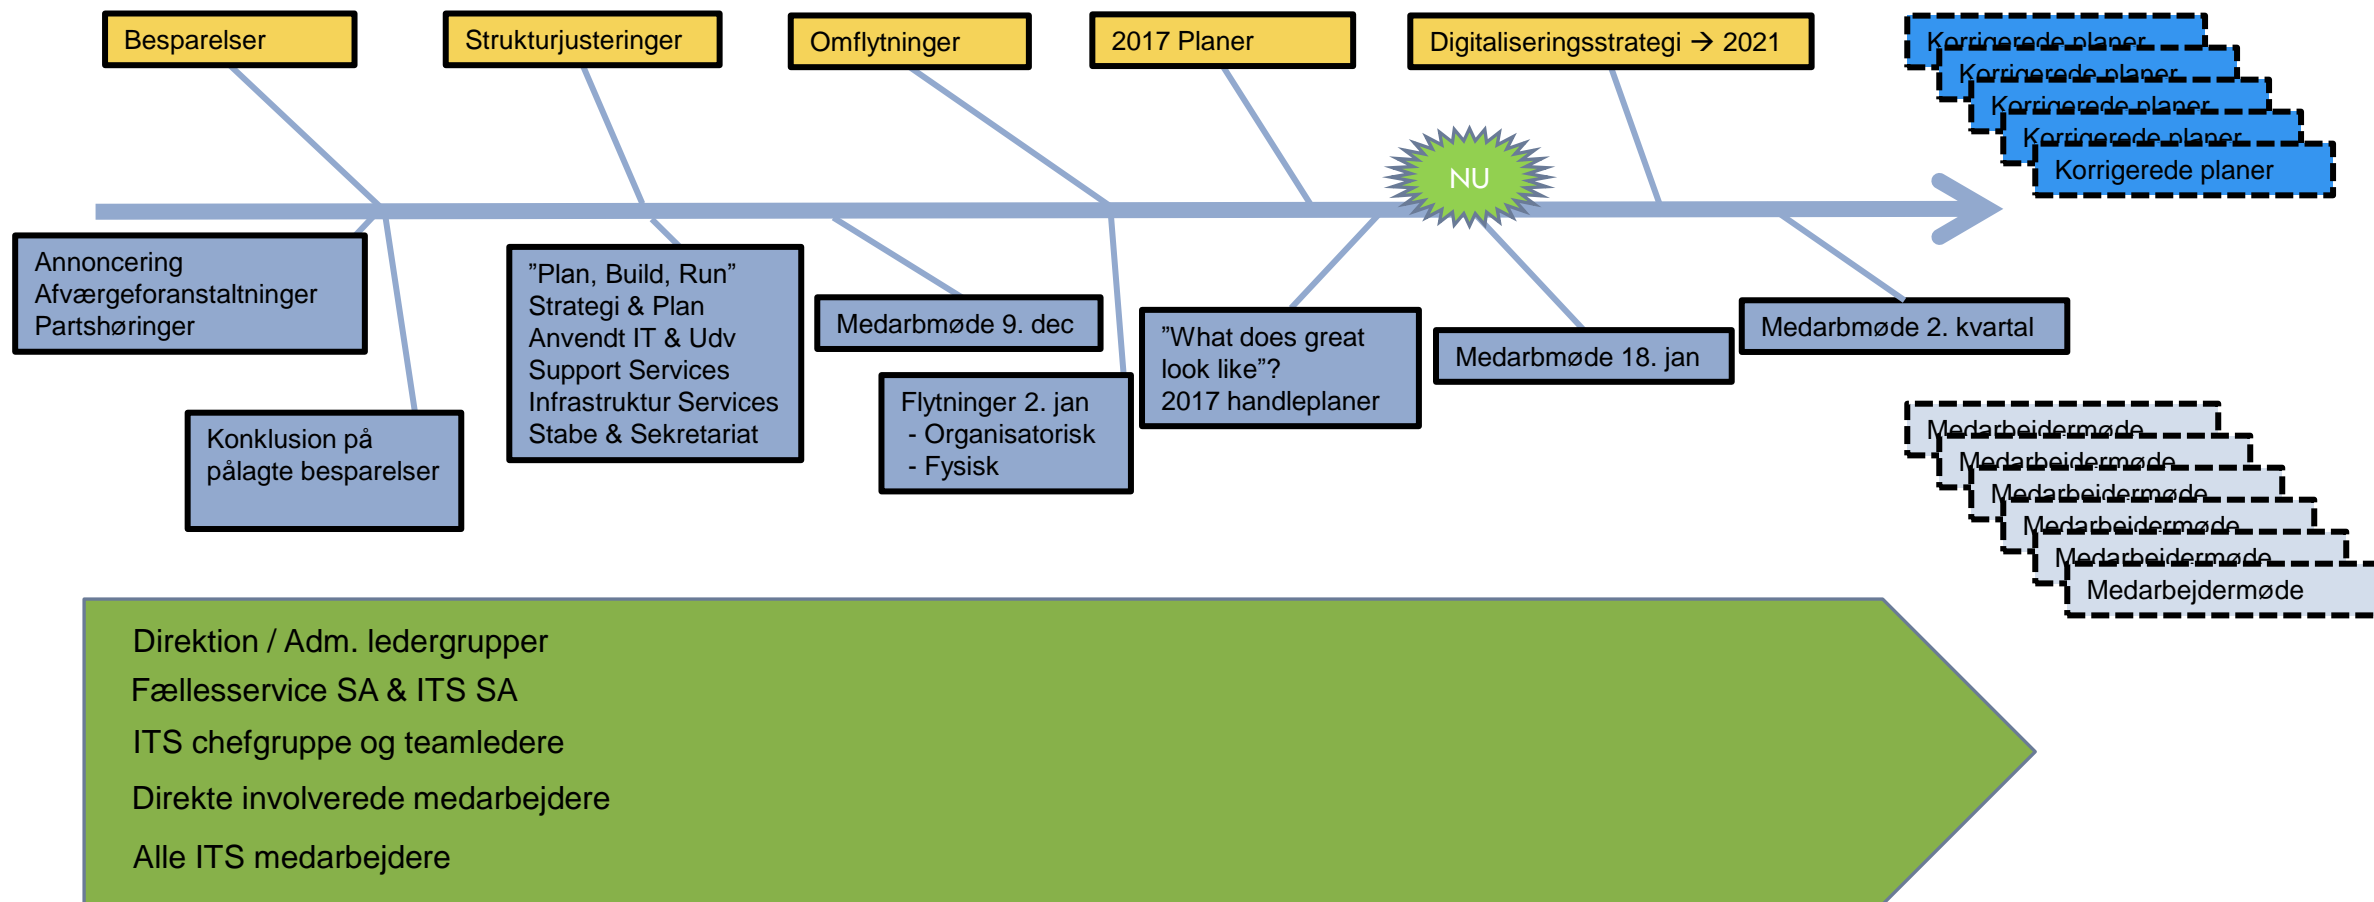 Besparelser
Strukturjusteringer
Omflytninger
2017 Planer
Digitaliseringsstrategi → 2021
Korrigerede planer
Korrigerede planer
Korrigerede planer
Korrigerede planer
Korrigerede planer
NU
Annoncering
Afværgeforanstaltninger
Partshøringer
Konklusion på
pålagte besparelser
”Plan, Build, Run”
Strategi & Plan
Anvendt IT & Udv
Support Services
Infrastruktur Services
Stabe & Sekretariat
Medarbmøde 9. dec
Flytninger 2. jan
- Organisatorisk
- Fysisk
”What does great
look like”?
2017 handleplaner
Medarbmøde 18. jan
Medarbmøde 2. kvartal
Medarbejdermøde
Medarbejdermøde
Medarbejdermøde
Medarbejdermøde
Medarbejdermøde
Medarbejdermøde
Direktion / Adm. ledergrupper
Fællesservice SA & ITS SA
ITS chefgruppe og teamledere
Direkte involverede medarbejdere
Alle ITS medarbejdere